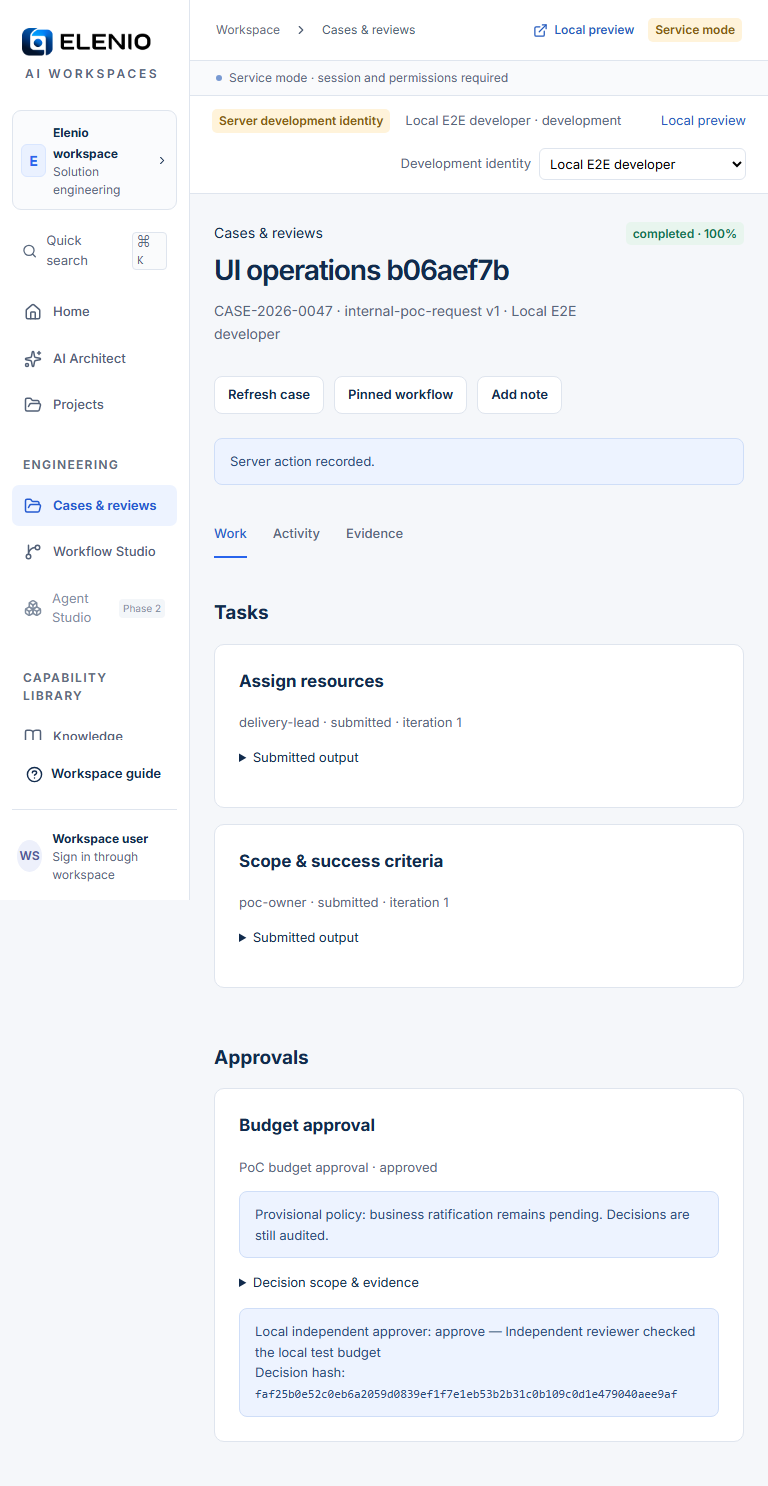 ELENIO
AI WORKSPACES
E
Elenio
workspace
Solution
engineering
Quick
search
⌘
K
Home
AI Architect
Projects
ENGINEERING
Cases & reviews
Workflow Studio
Agent
Studio
Phase 2
CAPABILITY
LIBRARY
Knowledge
Workspace guide
WS
Workspace user
Sign in through
workspace
Workspace
Cases & reviews
Local preview
Service mode
Service mode · session and permissions required
Server development identity
Local E2E developer · development
Local preview
Development identity
Local E2E developer
Cases & reviews
completed · 100%
UI operations b06aef7b
CASE-2026-0047 · internal-poc-request v1 · Local E2E
developer
Refresh case
Pinned workflow
Add note
Server action recorded.
Work
Activity
Evidence
Tasks
Assign resources
delivery-lead · submitted · iteration 1
Submitted output
Scope & success criteria
poc-owner · submitted · iteration 1
Submitted output
Approvals
Budget approval
PoC budget approval · approved
Provisional policy: business ratification remains pending. Decisions are
still audited.
Decision scope & evidence
Local independent approver: approve — Independent reviewer checked
the local test budget
Decision hash:
faf25b0e52c0eb6a2059d0839ef1f7e1eb53b2b31c0b109c0d1e479040aee9af